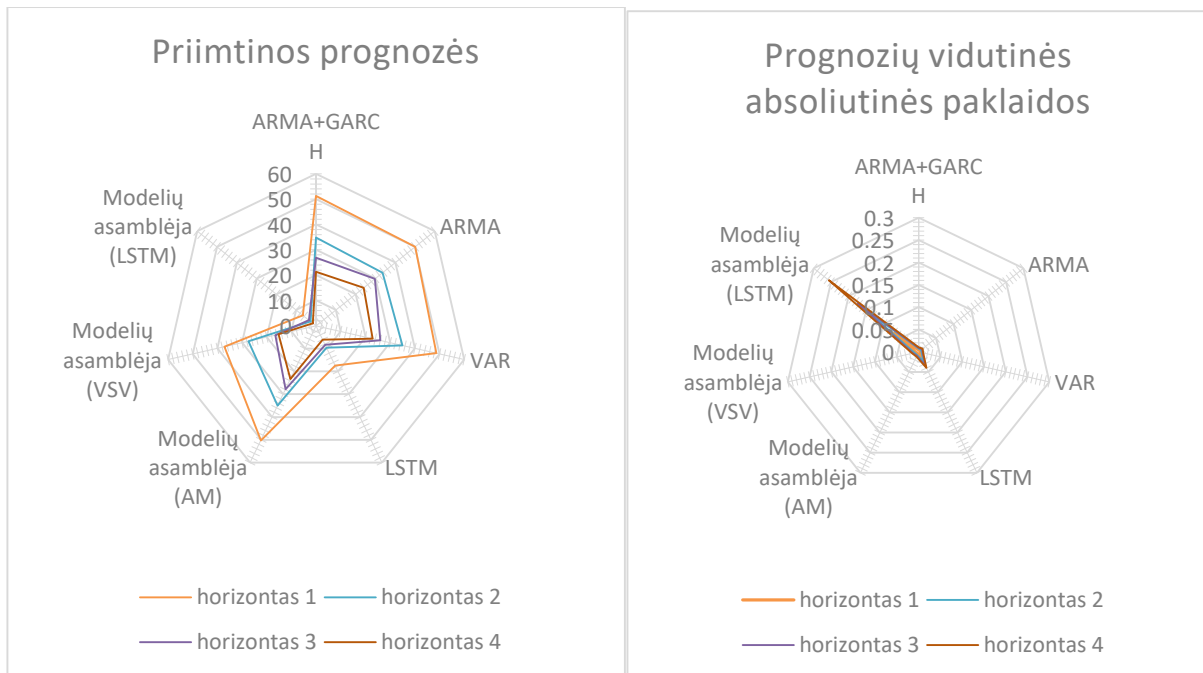 Priimtinos prognozės
ARMA+GARC
H
60
50
40
30
20
10
0
ARMA
VAR
LSTM
Modelių
asamblėja
(AM)
Modelių
asamblėja
(VSV)
Modelių
asamblėja
(LSTM)
horizontas 1
horizontas 2
horizontas 3
horizontas 4
Prognozių vidutinės
absoliutinės paklaidos
ARMA+GARC
H
0.3
0.25
0.2
0.15
0.1
0.05
0
ARMA
VAR
LSTM
Modelių
asamblėja
(AM)
Modelių
asamblėja
(VSV)
Modelių
asamblėja
(LSTM)
horizontas 1
horizontas 2
horizontas 3
horizontas 4